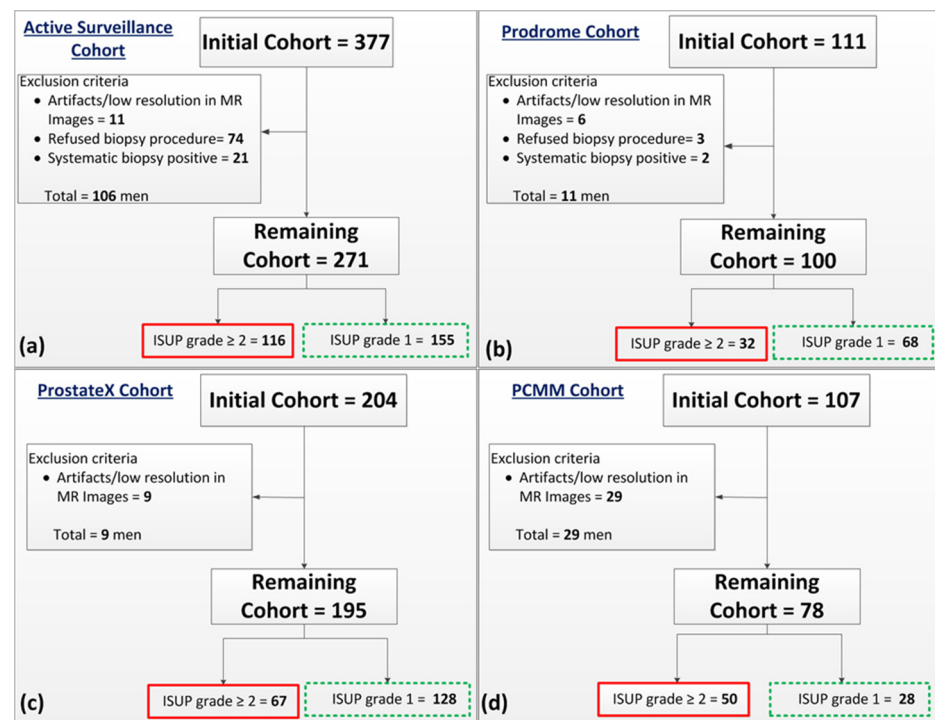 Active Surveillance
Cohort
Initial Cohort = 377
Exclusion criteria
• Artifacts/low resolution in MR
Images = 11
• Refused biopsy procedure= 74
• Systematic biopsy positive = 21
Total = 106 men
Remaining
Cohort = 271
(a)
ISUP grade ≥ 2 = 116
ISUP grade 1 = 155
Prodrome Cohort
Initial Cohort = 111
Exclusion criteria
• Artifacts/low resolution in MR
Images = 6
• Refused biopsy procedure= 3
• Systematic biopsy positive = 2
Total = 11 men
Remaining
Cohort = 100
(b)
ISUP grade ≥ 2 = 32
ISUP grade 1 = 68
ProstateX Cohort
Initial Cohort = 204
Exclusion criteria
• Artifacts/low resolution in
MR Images = 9
Total = 9 men
Remaining
Cohort = 195
(c)
ISUP grade ≥ 2 = 67
ISUP grade 1 = 128
PCMM Cohort
Initial Cohort = 107
Exclusion criteria
• Artifacts/low resolution in
MR Images = 29
Total = 29 men
Remaining
Cohort = 78
(d)
ISUP grade ≥ 2 = 50
ISUP grade 1 = 28